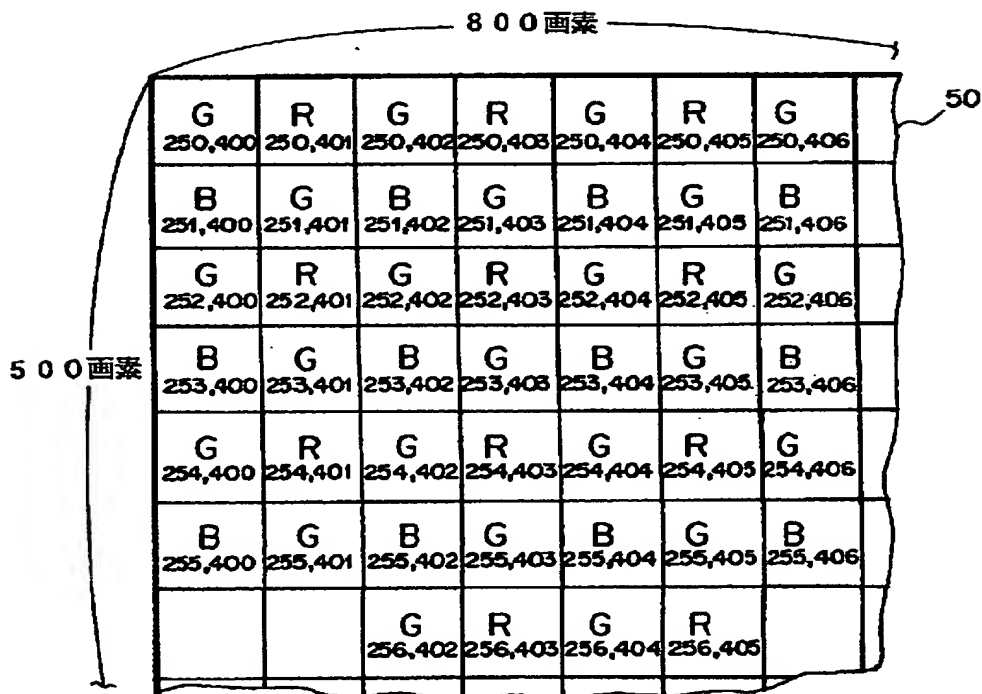 800画素
50
G R G R G R G
250,400 250,401 250,402 250,403 250,404 250,405 250,406
B G B G B G B
251,400 251,401 251,402 251,403 251,404 251,405 251,406
G R G R G R G
252,400 252,401 252,402 252,403 252,404 252,405 252,406
500画素
B G B G B G B
253,400 253,401 253,402 253,403 253,404 253,405 253,406
G R G R G R G
254,400 254,401 254,402 254,403 254,404 254,405 254,406
B G B G B G B
255,400 255,401 255,402 255,403 255,404 255,405 255,406
G R G R
256,402 256,403 256,404 256,405